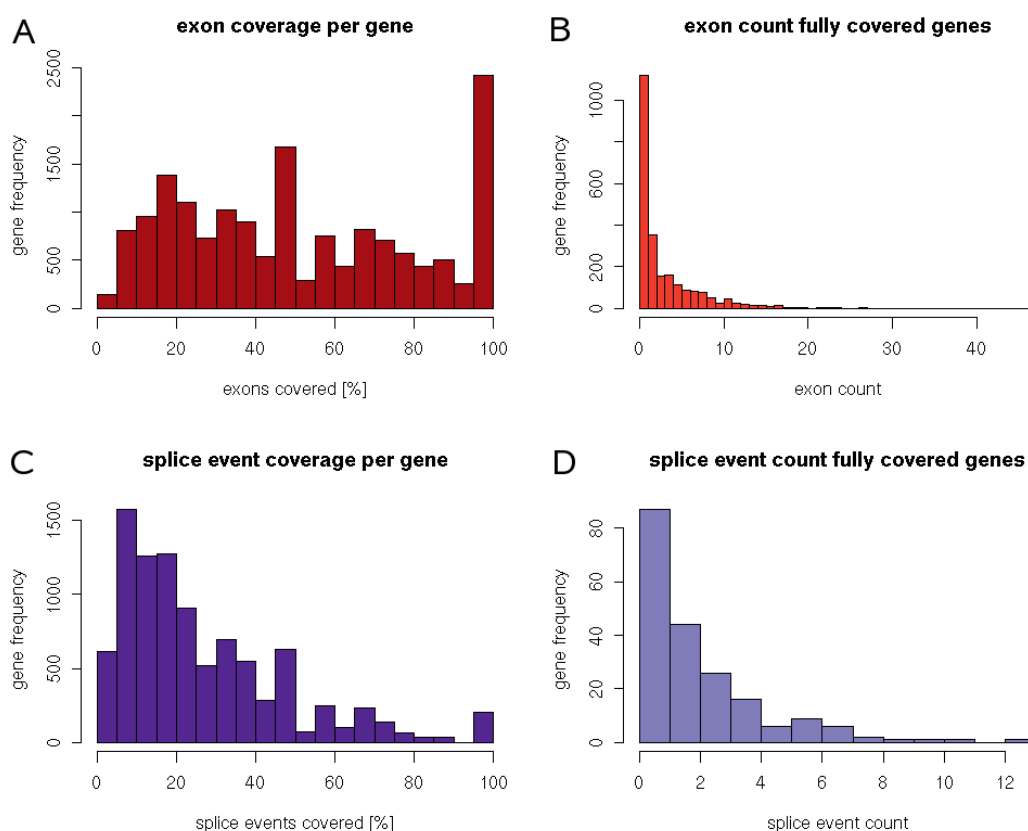 A
exon coverage per gene
gene frequency
0 500 1500 2500
0 20 40 60 80 100
exons covered [%]
B
exon count fully covered genes
gene frequency
0 200 600 1000
0 10 20 30 40
exon count
C
splice event coverage per gene
gene frequency
0 500 1000 1500
0 20 40 60 80 100
splice events covered [%]
D
splice event count fully covered genes
gene frequency
0 20 40 60 80
0 2 4 6 8 10 12
splice event count